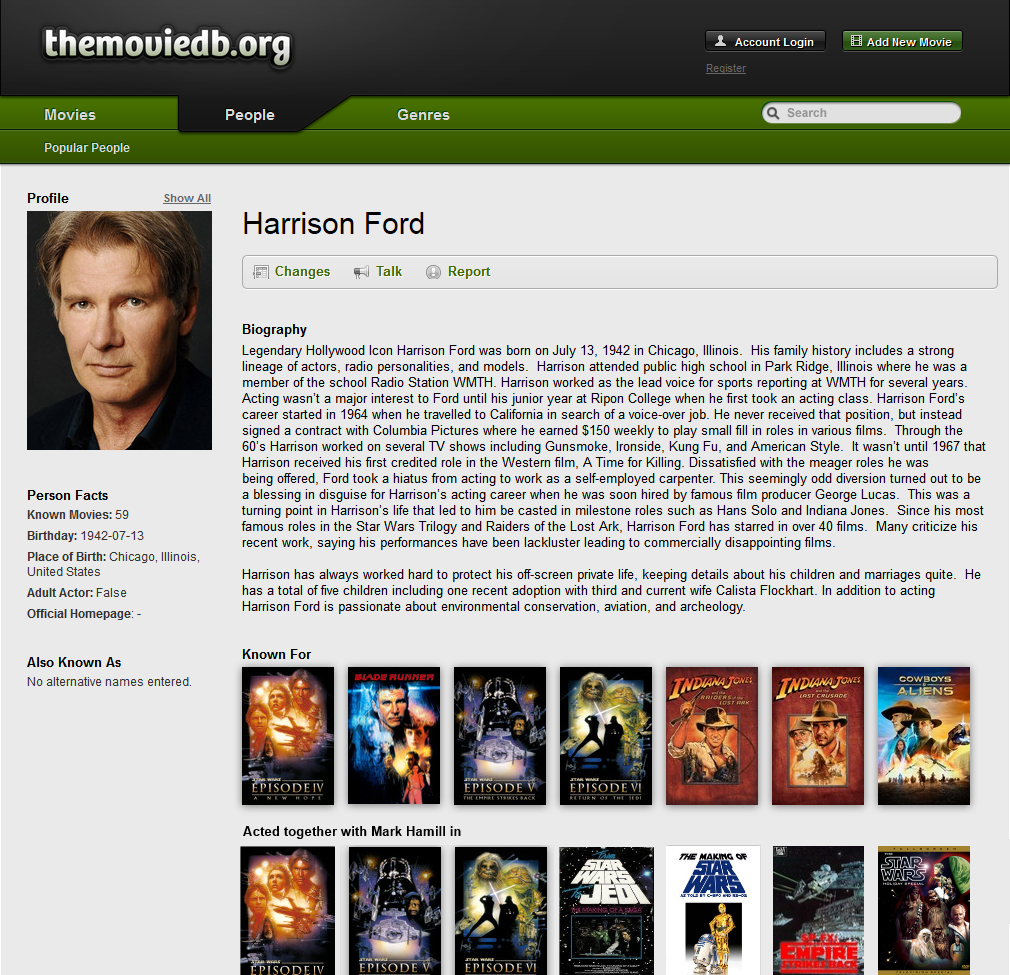 themoviedb.org
Account Login
Add New Movie
Register
Movies
People
Genres
Search
Popular People
Profile
Show All
Harrison Ford
Changes
Talk
Report
Biography
Legendary Hollywood Icon Harrison Ford was born on July 13, 1942 in Chicago, Illinois.  His family history includes a strong
lineage of actors, radio personalities, and models.  Harrison attended public high school in Park Ridge, Illinois where he was a
member of the school Radio Station WMTH. Harrison worked as the lead voice for sports reporting at WMTH for several years.
Acting wasn't a major interest to Ford until his junior year at Ripon College when he first took an acting class. Harrison Ford's
career started in 1964 when he travelled to California in search of a voice-over job. He never received that position, but instead
signed a contract with Columbia Pictures where he earned $150 weekly to play small fill in roles in various films.  Through the
60's Harrison worked on several TV shows including Gunsmoke, Ironside, Kung Fu, and American Style.  It wasn't until 1967 that
Harrison received his first credited role in the Western film, A Time for Killing. Dissatisfied with the meager roles he was
being offered, Ford took a hiatus from acting to work as a self-employed carpenter. This seemingly odd diversion turned out to be
a blessing in disguise for Harrison's acting career when he was soon hired by famous film producer George Lucas.  This was a
turning point in Harrison's life that led to him be casted in milestone roles such as Hans Solo and Indiana Jones.  Since his most
famous roles in the Star Wars Trilogy and Raiders of the Lost Ark, Harrison Ford has starred in over 40 films.  Many criticize his
recent work, saying his performances have been lackluster leading to commercially disappointing films.
Harrison has always worked hard to protect his off-screen private life, keeping details about his children and marriages quite.  He
has a total of five children including one recent adoption with third and current wife Calista Flockhart. In addition to acting
Harrison Ford is passionate about environmental conservation, aviation, and archeology.
Person Facts
Known Movies: 59
Birthday: 1942-07-13
Place of Birth: Chicago, Illinois,
United States
Adult Actor: False
Official Homepage: -
Also Known As
No alternative names entered.
Known For
STAR WARS
EPISODE IV
A NEW HOPE
BLADE RUNNER
STAR WARS
EPISODE V
THE EMPIRE STRIKES BACK
STAR WARS
EPISODE VI
RETURN OF THE JEDI
INDIANA JONES
and the
RAIDERS of the
LOST ARK
INDIANA JONES
and the
LAST CRUSADE
COWBOYS
&
ALIENS
Acted together with Mark Hamill in
STAR WARS
EPISODE IV
STAR WARS
EPISODE V
STAR WARS
EPISODE VI
From
STAR
WARS
to
JEDI
THE MAKING OF A SAGA
THE MAKING OF
STAR
WARS
AS TOLD BY C-3PO AND R2-D2
SP FX:
EMPIRE
STRIKES BACK
THE
STAR
WARS
HOLIDAY SPECIAL